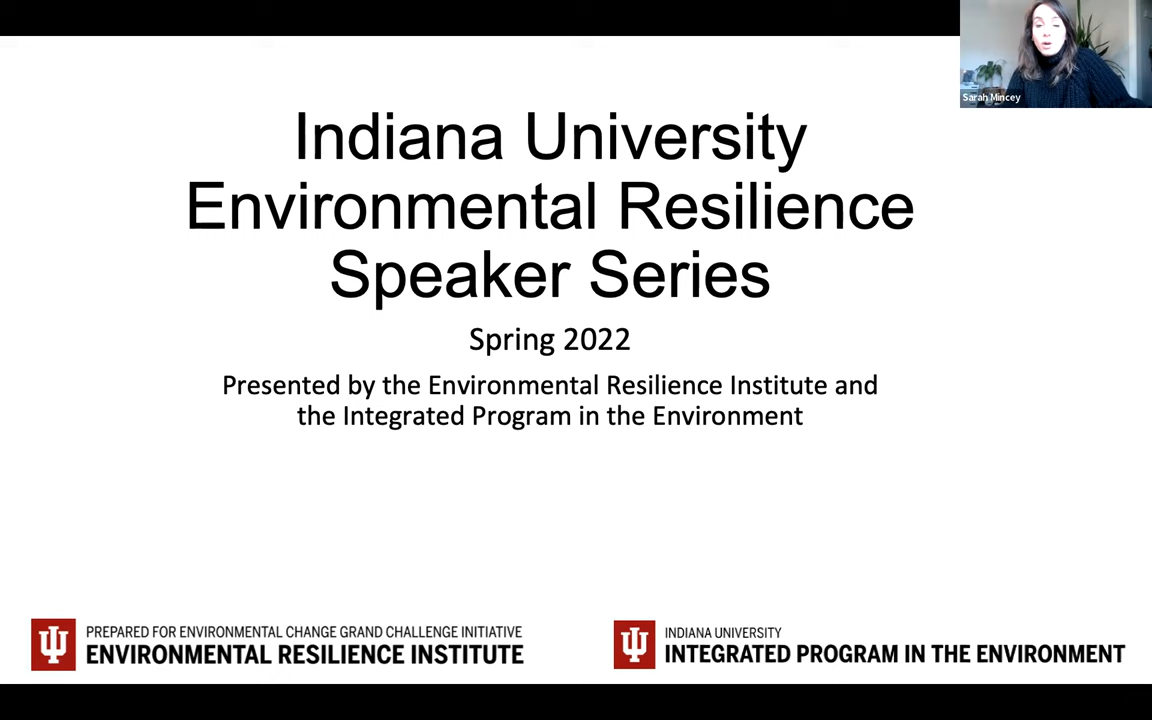 Sarah Mincey
Indiana University
Environmental Resilience
Speaker Series
Spring 2022
Presented by the Environmental Resilience Institute and
the Integrated Program in the Environment
PREPARED FOR ENVIRONMENTAL CHANGE GRAND CHALLENGE INITIATIVE
ENVIRONMENTAL RESILIENCE INSTITUTE
INDIANA UNIVERSITY
INTEGRATED PROGRAM IN THE ENVIRONMENT